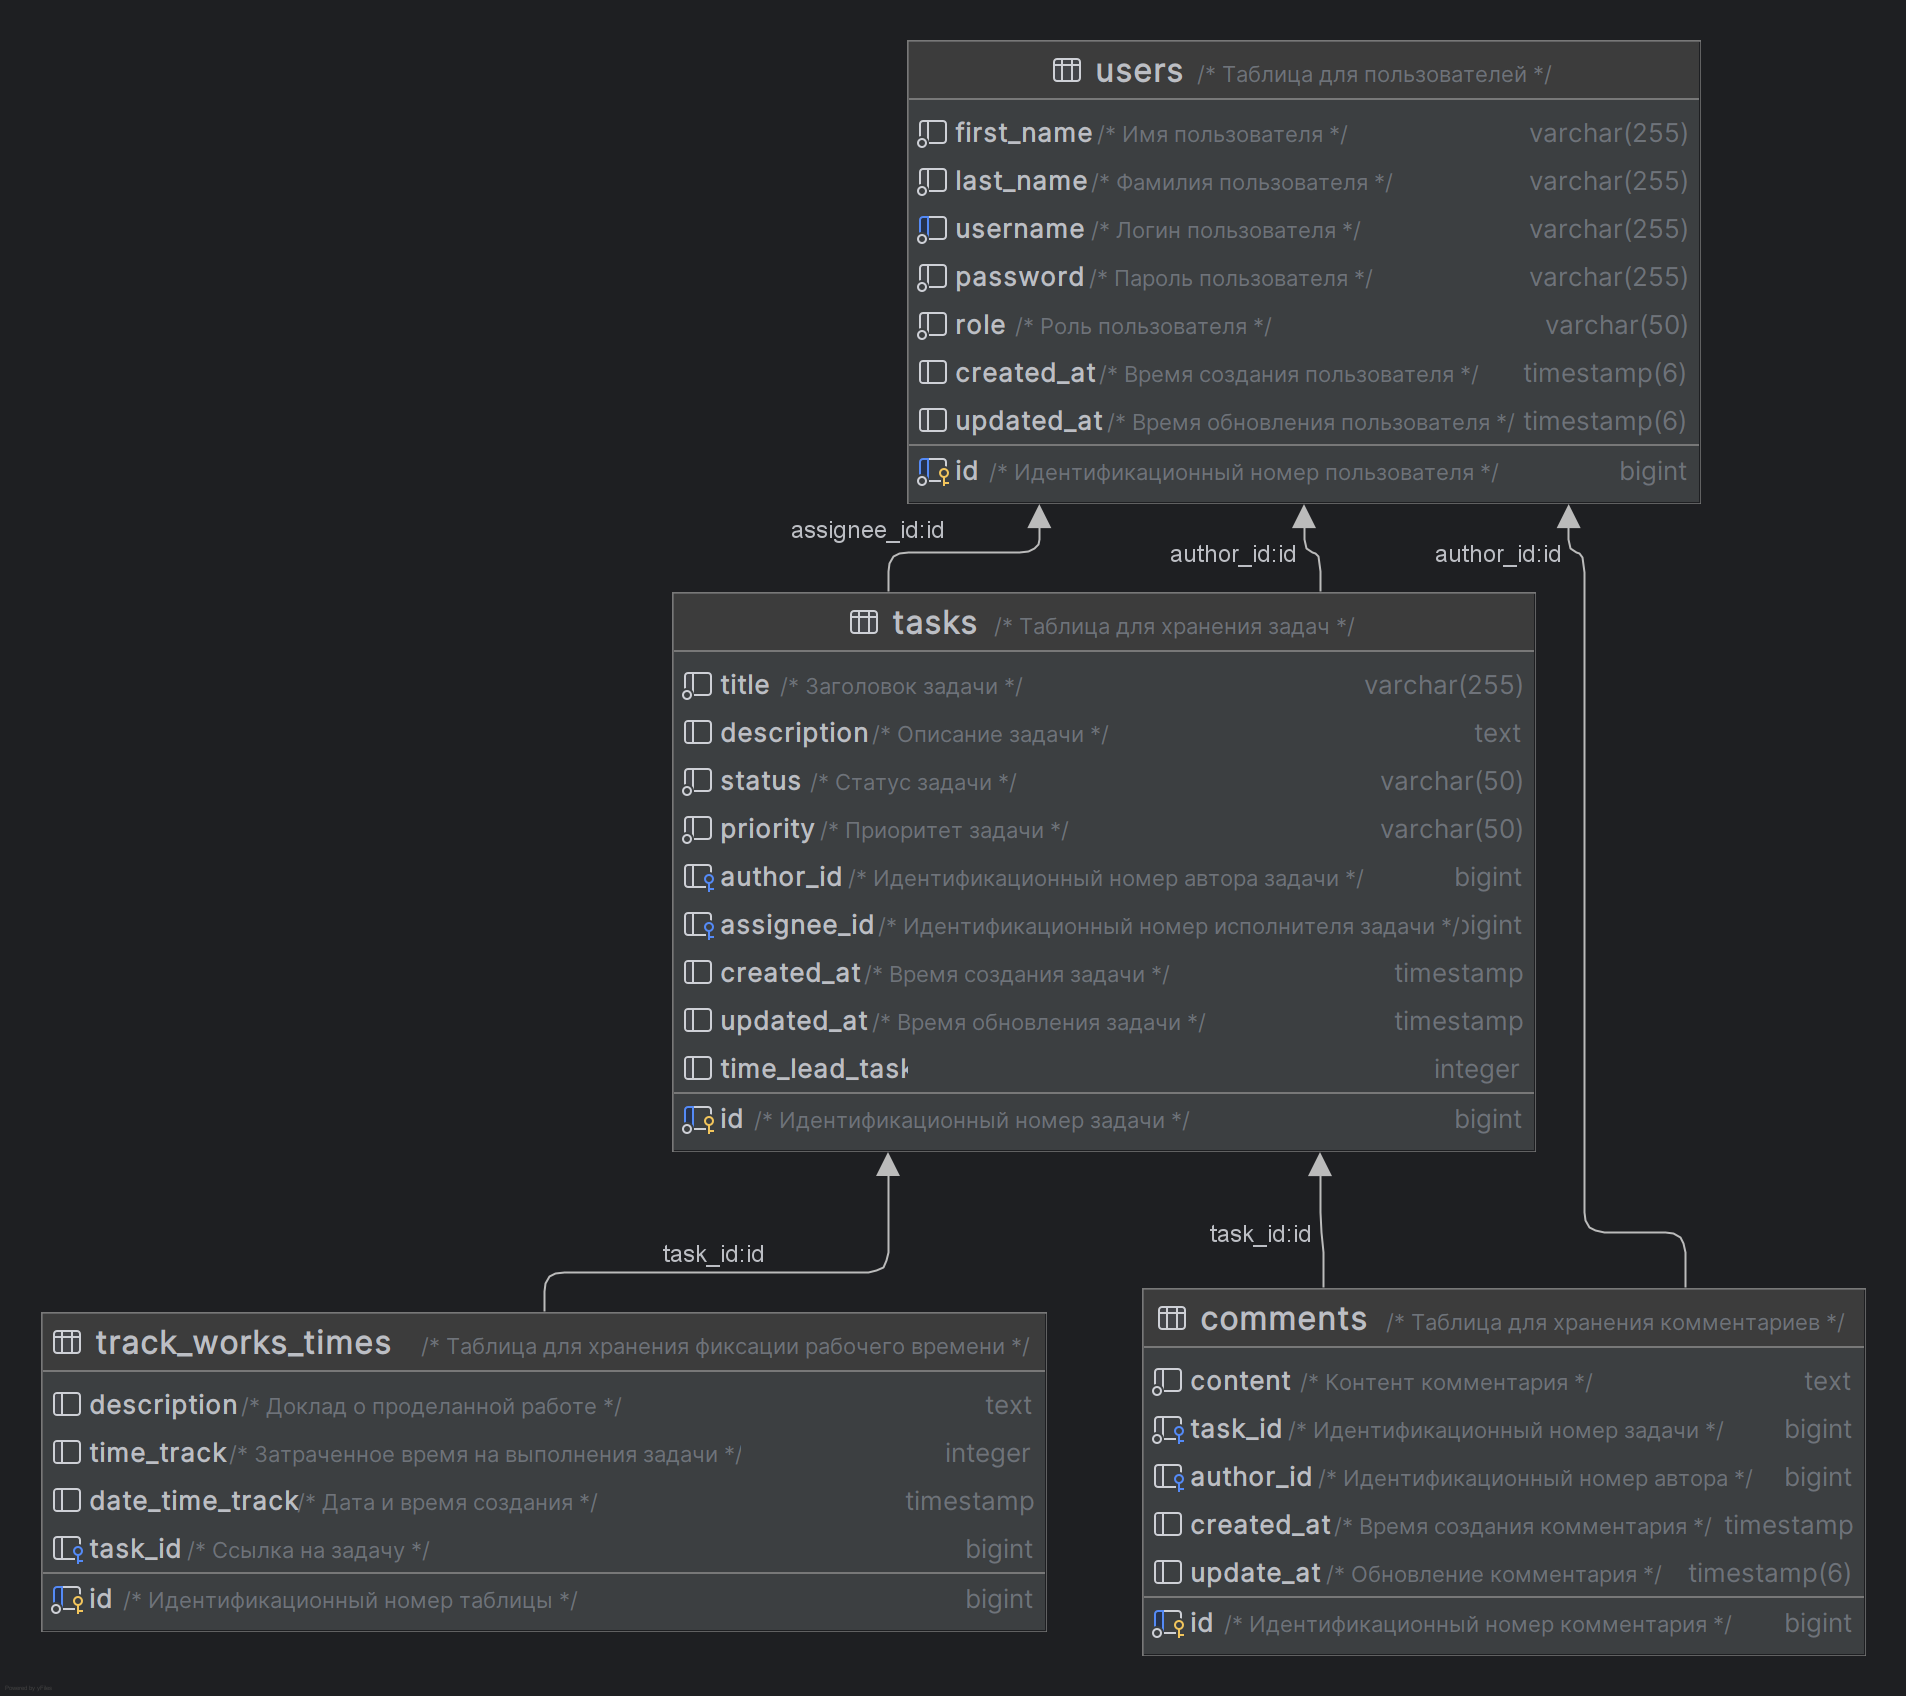 users /* Таблица для пользователей */
first_name /* Имя пользователя */ varchar(255)
last_name /* Фамилия пользователя */ varchar(255)
username /* Логин пользователя */ varchar(255)
password /* Пароль пользователя */ varchar(255)
role /* Роль пользователя */ varchar(50)
created_at /* Время создания пользователя */ timestamp(6)
updated_at /* Время обновления пользователя */ timestamp(6)
id /* Идентификационный номер пользователя */ bigint
assignee_id:id
author_id:id
author_id:id
tasks /* Таблица для хранения задач */
title /* Заголовок задачи */ varchar(255)
description /* Описание задачи */ text
status /* Статус задачи */ varchar(50)
priority /* Приоритет задачи */ varchar(50)
author_id /* Идентификационный номер автора задачи */ bigint
assignee_id /* Идентификационный номер исполнителя задачи */ bigint
created_at /* Время создания задачи */ timestamp
updated_at /* Время обновления задачи */ timestamp
time_lead_task integer
id /* Идентификационный номер задачи */ bigint
task_id:id
task_id:id
track_works_times /* Таблица для хранения фиксации рабочего времени */
description /* Доклад о проделанной работе */ text
time_track /* Затраченное время на выполнения задачи */ integer
date_time_track /* Дата и время создания */ timestamp
task_id /* Ссылка на задачу */ bigint
id /* Идентификационный номер таблицы */ bigint
comments /* Таблица для хранения комментариев */
content /* Контент комментария */ text
task_id /* Идентификационный номер задачи */ bigint
author_id /* Идентификационный номер автора */ bigint
created_at /* Время создания комментария */ timestamp
update_at /* Обновление комментария */ timestamp(6)
id /* Идентификационный номер комментария */ bigint
Powered by yFiles